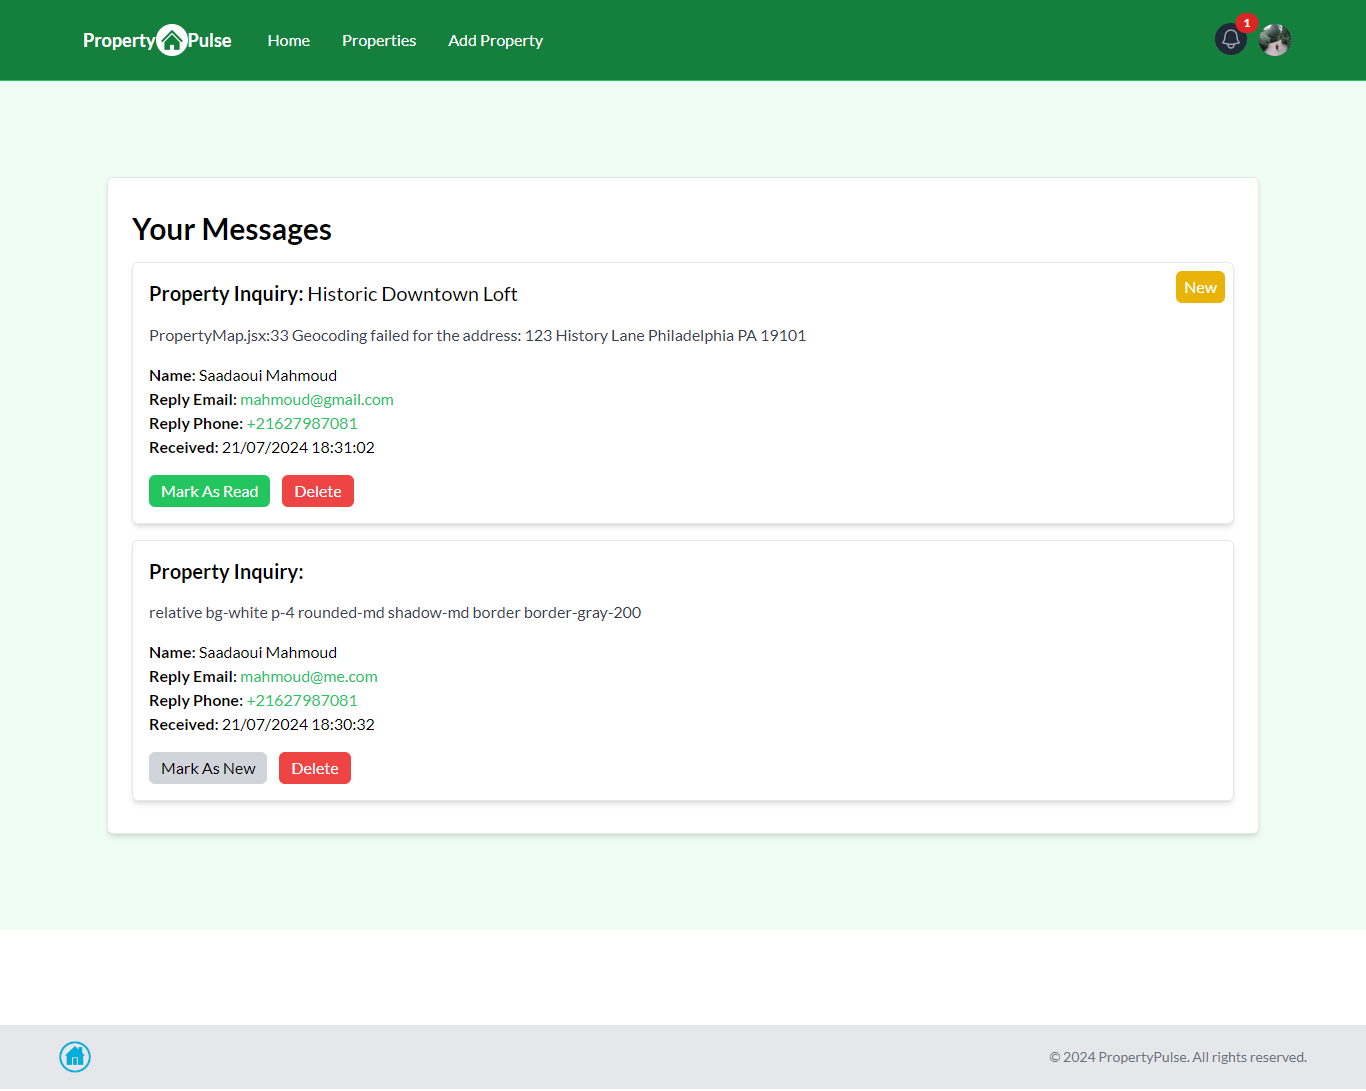 PropertyPulse Home Properties Add Property 1
Your Messages
Property Inquiry: Historic Downtown Loft New
PropertyMap.jsx:33 Geocoding failed for the address: 123 History Lane Philadelphia PA 19101
Name: Saadaoui Mahmoud
Reply Email: mahmoud@gmail.com
Reply Phone: +21627987081
Received: 21/07/2024 18:31:02
Mark As Read Delete
Property Inquiry:
relative bg-white p-4 rounded-md shadow-md border border-gray-200
Name: Saadaoui Mahmoud
Reply Email: mahmoud@me.com
Reply Phone: +21627987081
Received: 21/07/2024 18:30:32
Mark As New Delete
© 2024 PropertyPulse. All rights reserved.